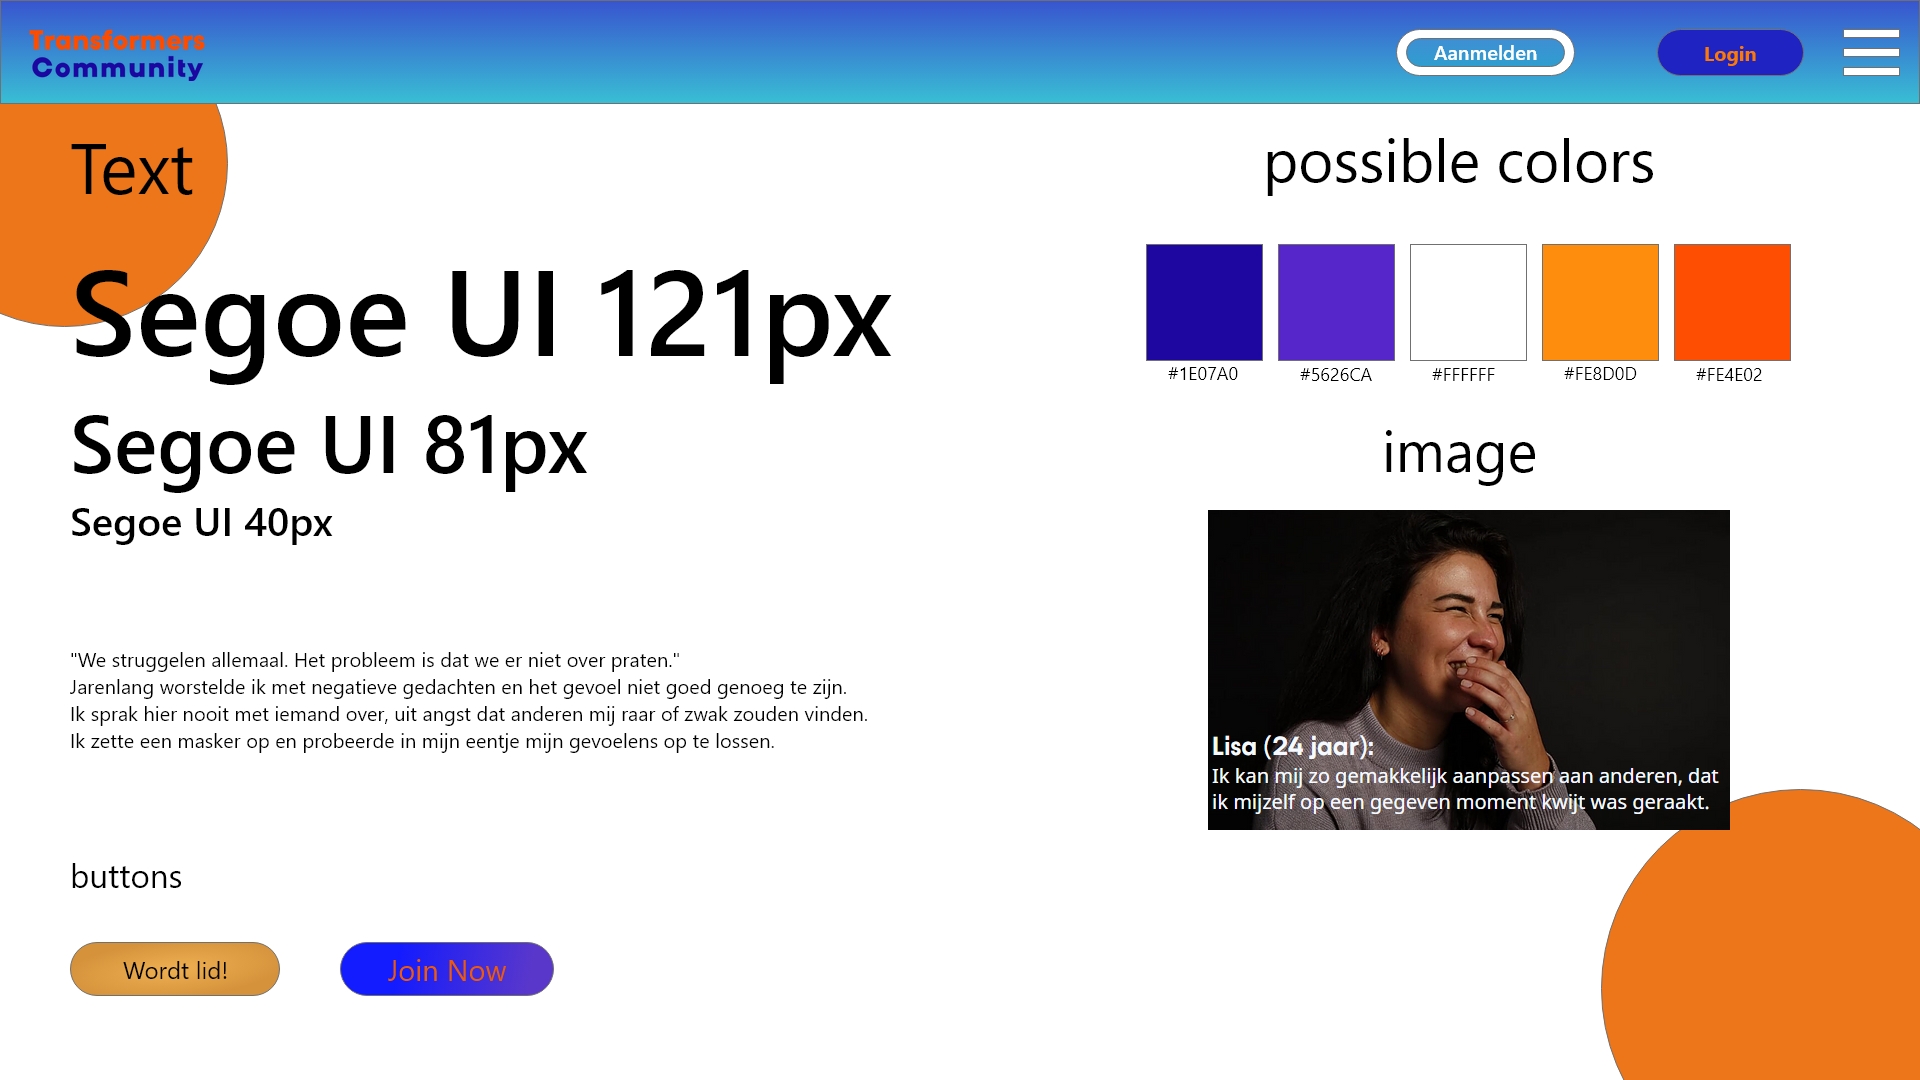 Transformers
Community
Aanmelden
Login
Text
Segoe UI 121px
Segoe UI 81px
Segoe UI 40px
"We struggelen allemaal. Het probleem is dat we er niet over praten."
Jarenlang worstelde ik met negatieve gedachten en het gevoel niet goed genoeg te zijn.
Ik sprak hier nooit met iemand over, uit angst dat anderen mij raar of zwak zouden vinden.
Ik zette een masker op en probeerde in mijn eentje mijn gevoelens op te lossen.
buttons
Wordt lid!
Join Now
possible colors
#1E07A0
#5626CA
#FFFFFF
#FE8D0D
#FE4E02
image
Lisa (24 jaar):
Ik kan mij zo gemakkelijk aanpassen aan anderen, dat
ik mijzelf op een gegeven moment kwijt was geraakt.